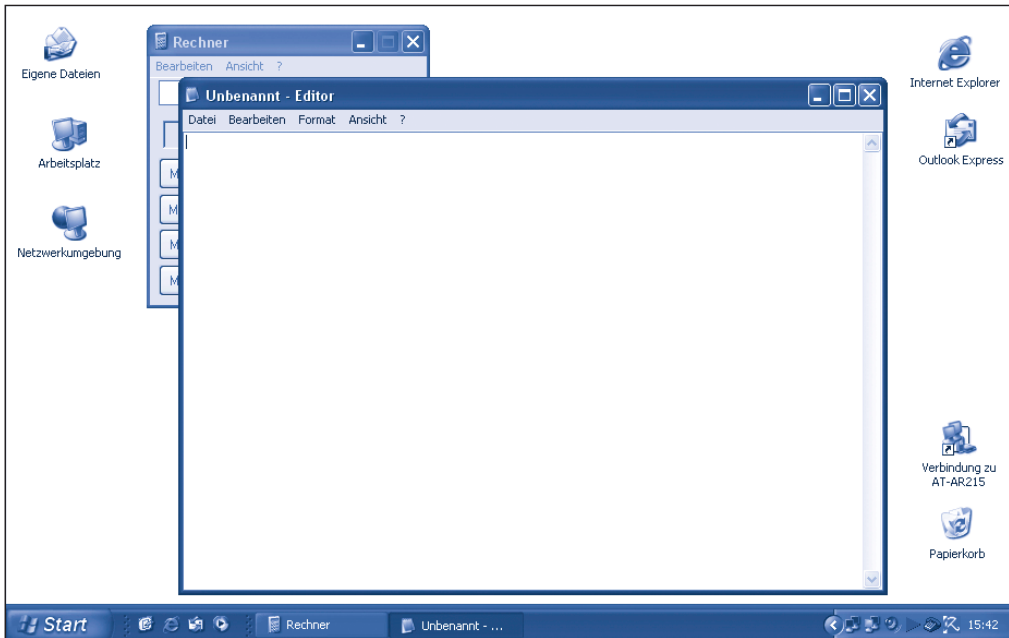 Eigene Dateien
Arbeitsplatz
Netzwerkumgebung
Rechner
Bearbeiten Ansicht ?
M
M
M
M
Unbenannt - Editor
Datei Bearbeiten Format Ansicht ?
Internet Explorer
Outlook Express
Verbindung zu
AT-AR215
Papierkorb
Start
Rechner
Unbenannt - ...
15:42